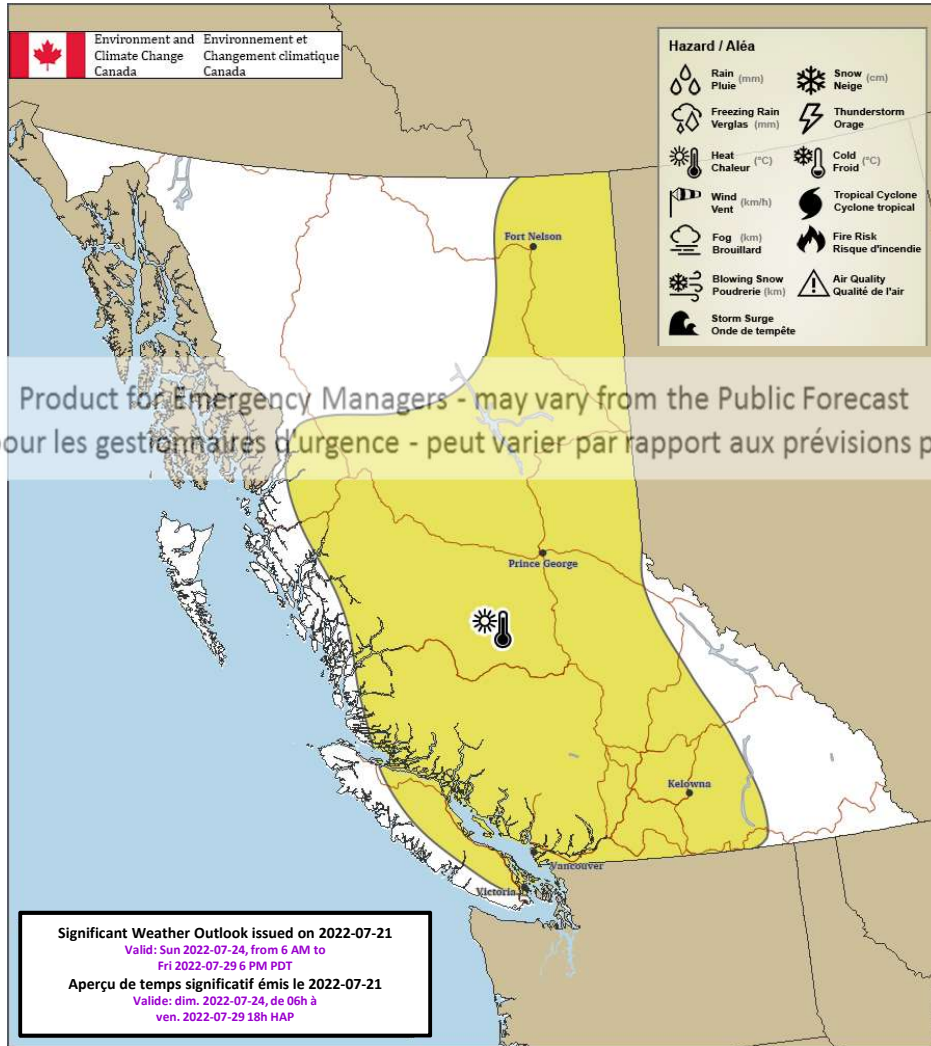 Environment and Environnement et
Climate Change Changement climatique
Canada Canada
Hazard / Aléa
Rain (mm)
Pluie
Snow (cm)
Neige
Freezing Rain
Verglas (mm)
Thunderstorm
Orage
Heat (°C)
Chaleur
Cold (°C)
Froid
Wind (km/h)
Vent
Tropical Cyclone
Cyclone tropical
Fog (km)
Brouillard
Fire Risk
Risque d'incendie
Blowing Snow
Poudrerie (km)
Air Quality
Qualité de l'air
Storm Surge
Onde de tempête
Fort Nelson
Product for Emergency Managers - may vary from the Public Forecast
pour les gestionnaires d'urgence - peut varier par rapport aux prévisions p
Prince George
Kelowna
Vancouver
Victoria
Significant Weather Outlook issued on 2022-07-21
Valid: Sun 2022-07-24, from 6 AM to
Fri 2022-07-29 6 PM PDT
Aperçu de temps significatif émis le 2022-07-21
Valide: dim. 2022-07-24, de 06h à
ven. 2022-07-29 18h HAP